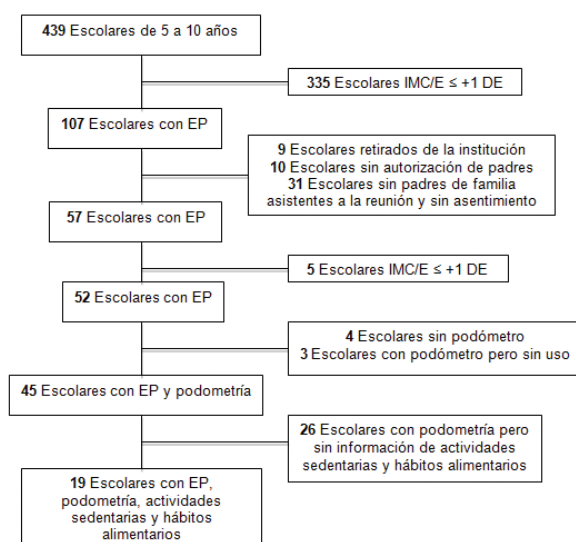 439 Escolares de 5 a 10 años
335 Escolares IMC/E ≤ +1 DE
107 Escolares con EP
9 Escolares retirados de la institución
10 Escolares sin autorización de padres
31 Escolares sin padres de familia
asistentes a la reunión y sin asentimiento
57 Escolares con EP
5 Escolares IMC/E ≤ +1 DE
52 Escolares con EP
4 Escolares sin podómetro
3 Escolares con podómetro pero sin uso
45 Escolares con EP y podometría
26 Escolares con podometría pero
sin información de actividades
sedentarias y hábitos alimentarios
19 Escolares con EP,
podometría, actividades
sedentarias y hábitos
alimentarios